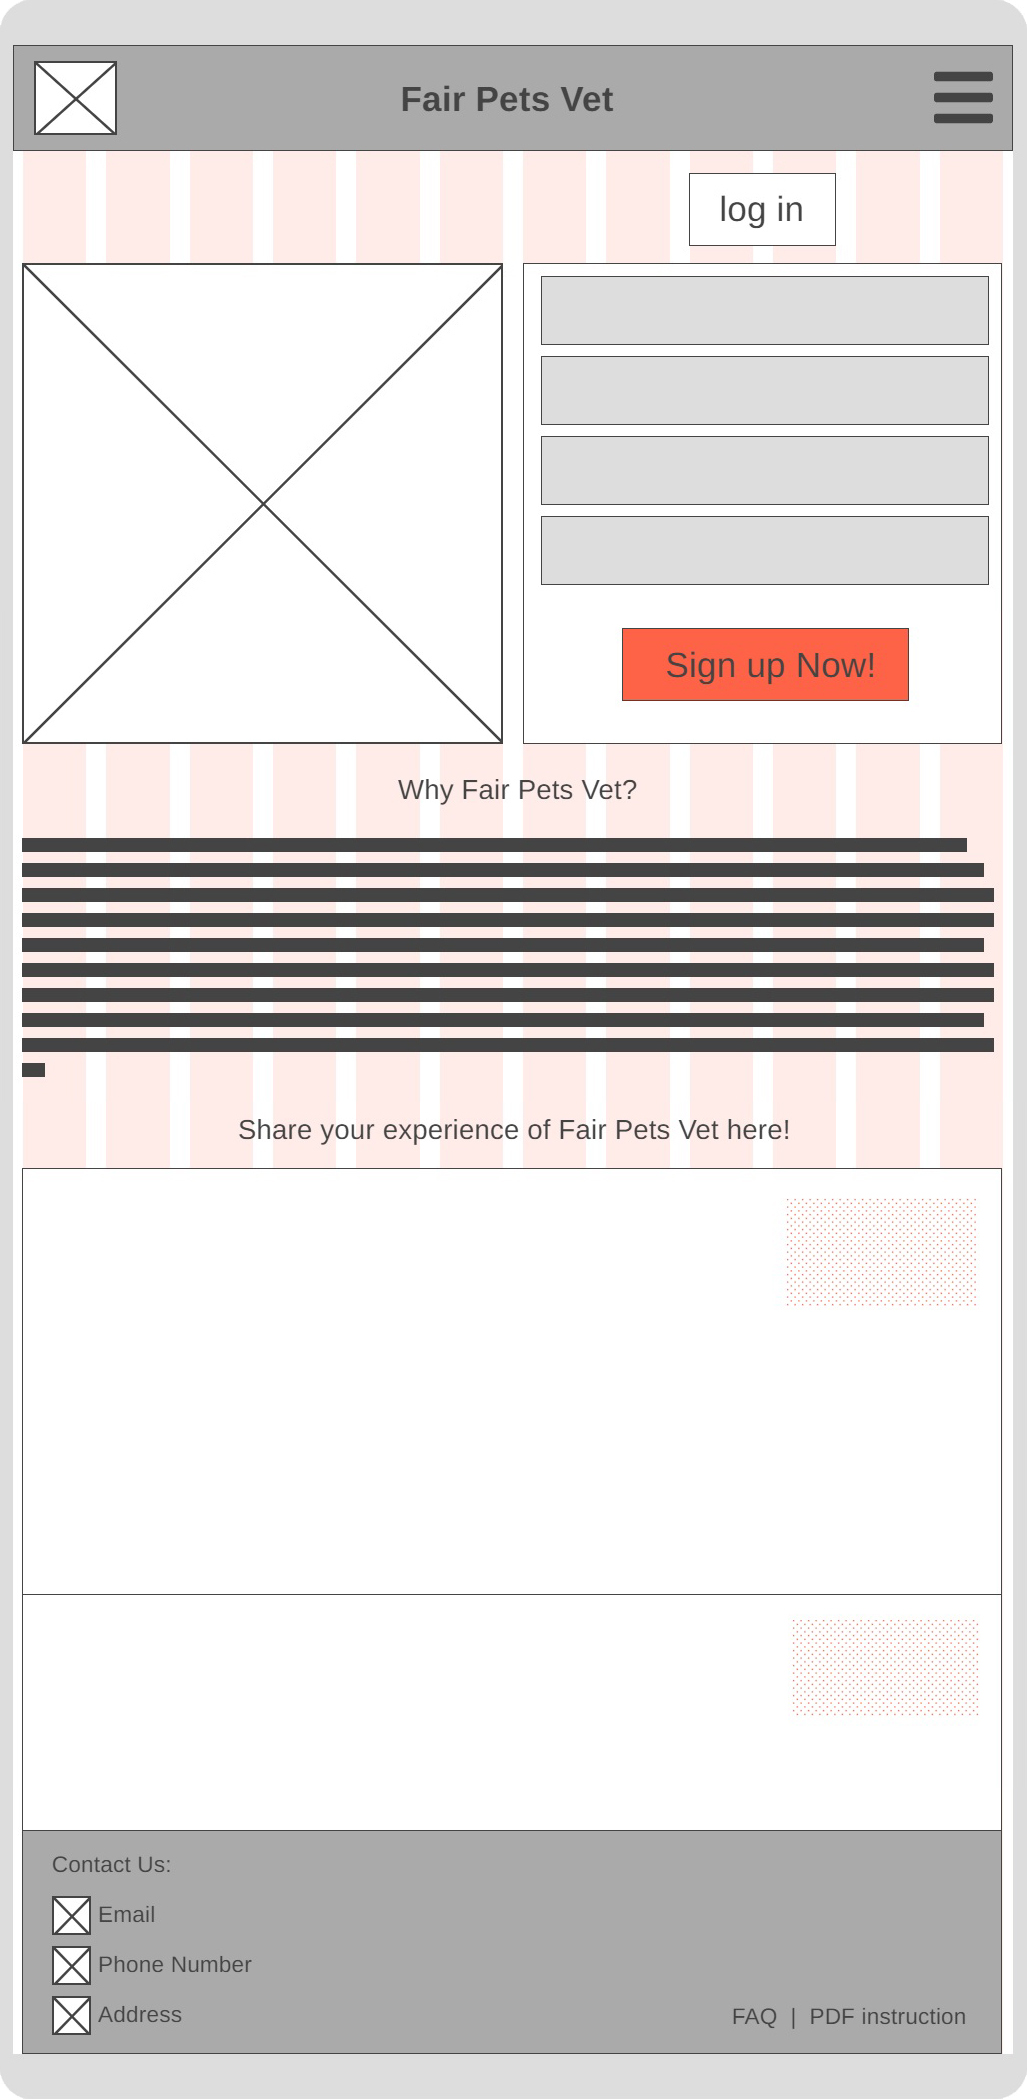 Fair Pets Vet
log in
Sign up Now!
Why Fair Pets Vet?
Share your experience of Fair Pets Vet here!
Contact Us:
Email
Phone Number
Address
FAQ | PDF instruction